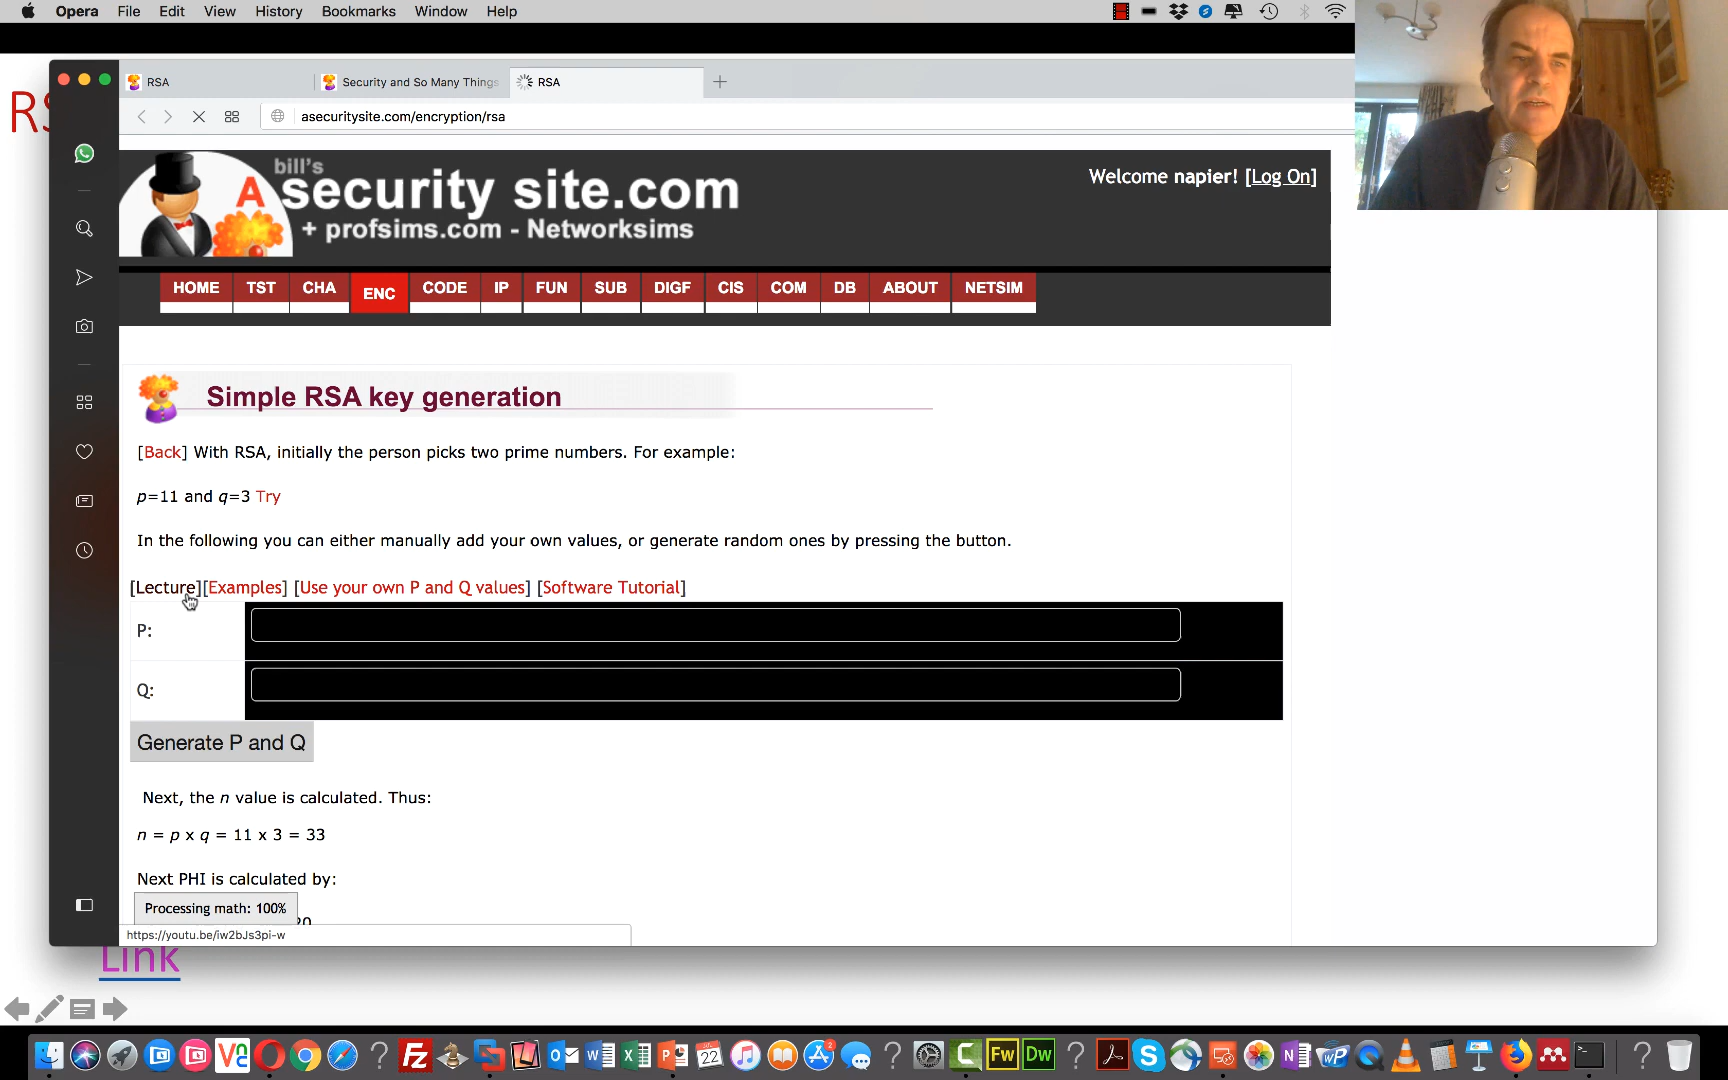 Opera File Edit View History Bookmarks Window Help
RS
RSA
Security and So Many Things
RSA
asecuritysite.com/encryption/rsa
bill's
A security site.com
+ profsims.com - Networksims
Welcome napier! [Log On]
HOME TST CHA ENC CODE IP FUN SUB DIGF CIS COM DB ABOUT NETSIM
Simple RSA key generation
[Back] With RSA, initially the person picks two prime numbers. For example:
p=11 and q=3 Try
In the following you can either manually add your own values, or generate random ones by pressing the button.
[Lecture][Examples] [Use your own P and Q values] [Software Tutorial]
P:
Q:
Generate P and Q
Next, the n value is calculated. Thus:
n = p x q = 11 x 3 = 33
Next PHI is calculated by:
Processing math: 100%
20
https://youtu.be/iw2bJs3pi-w
Link